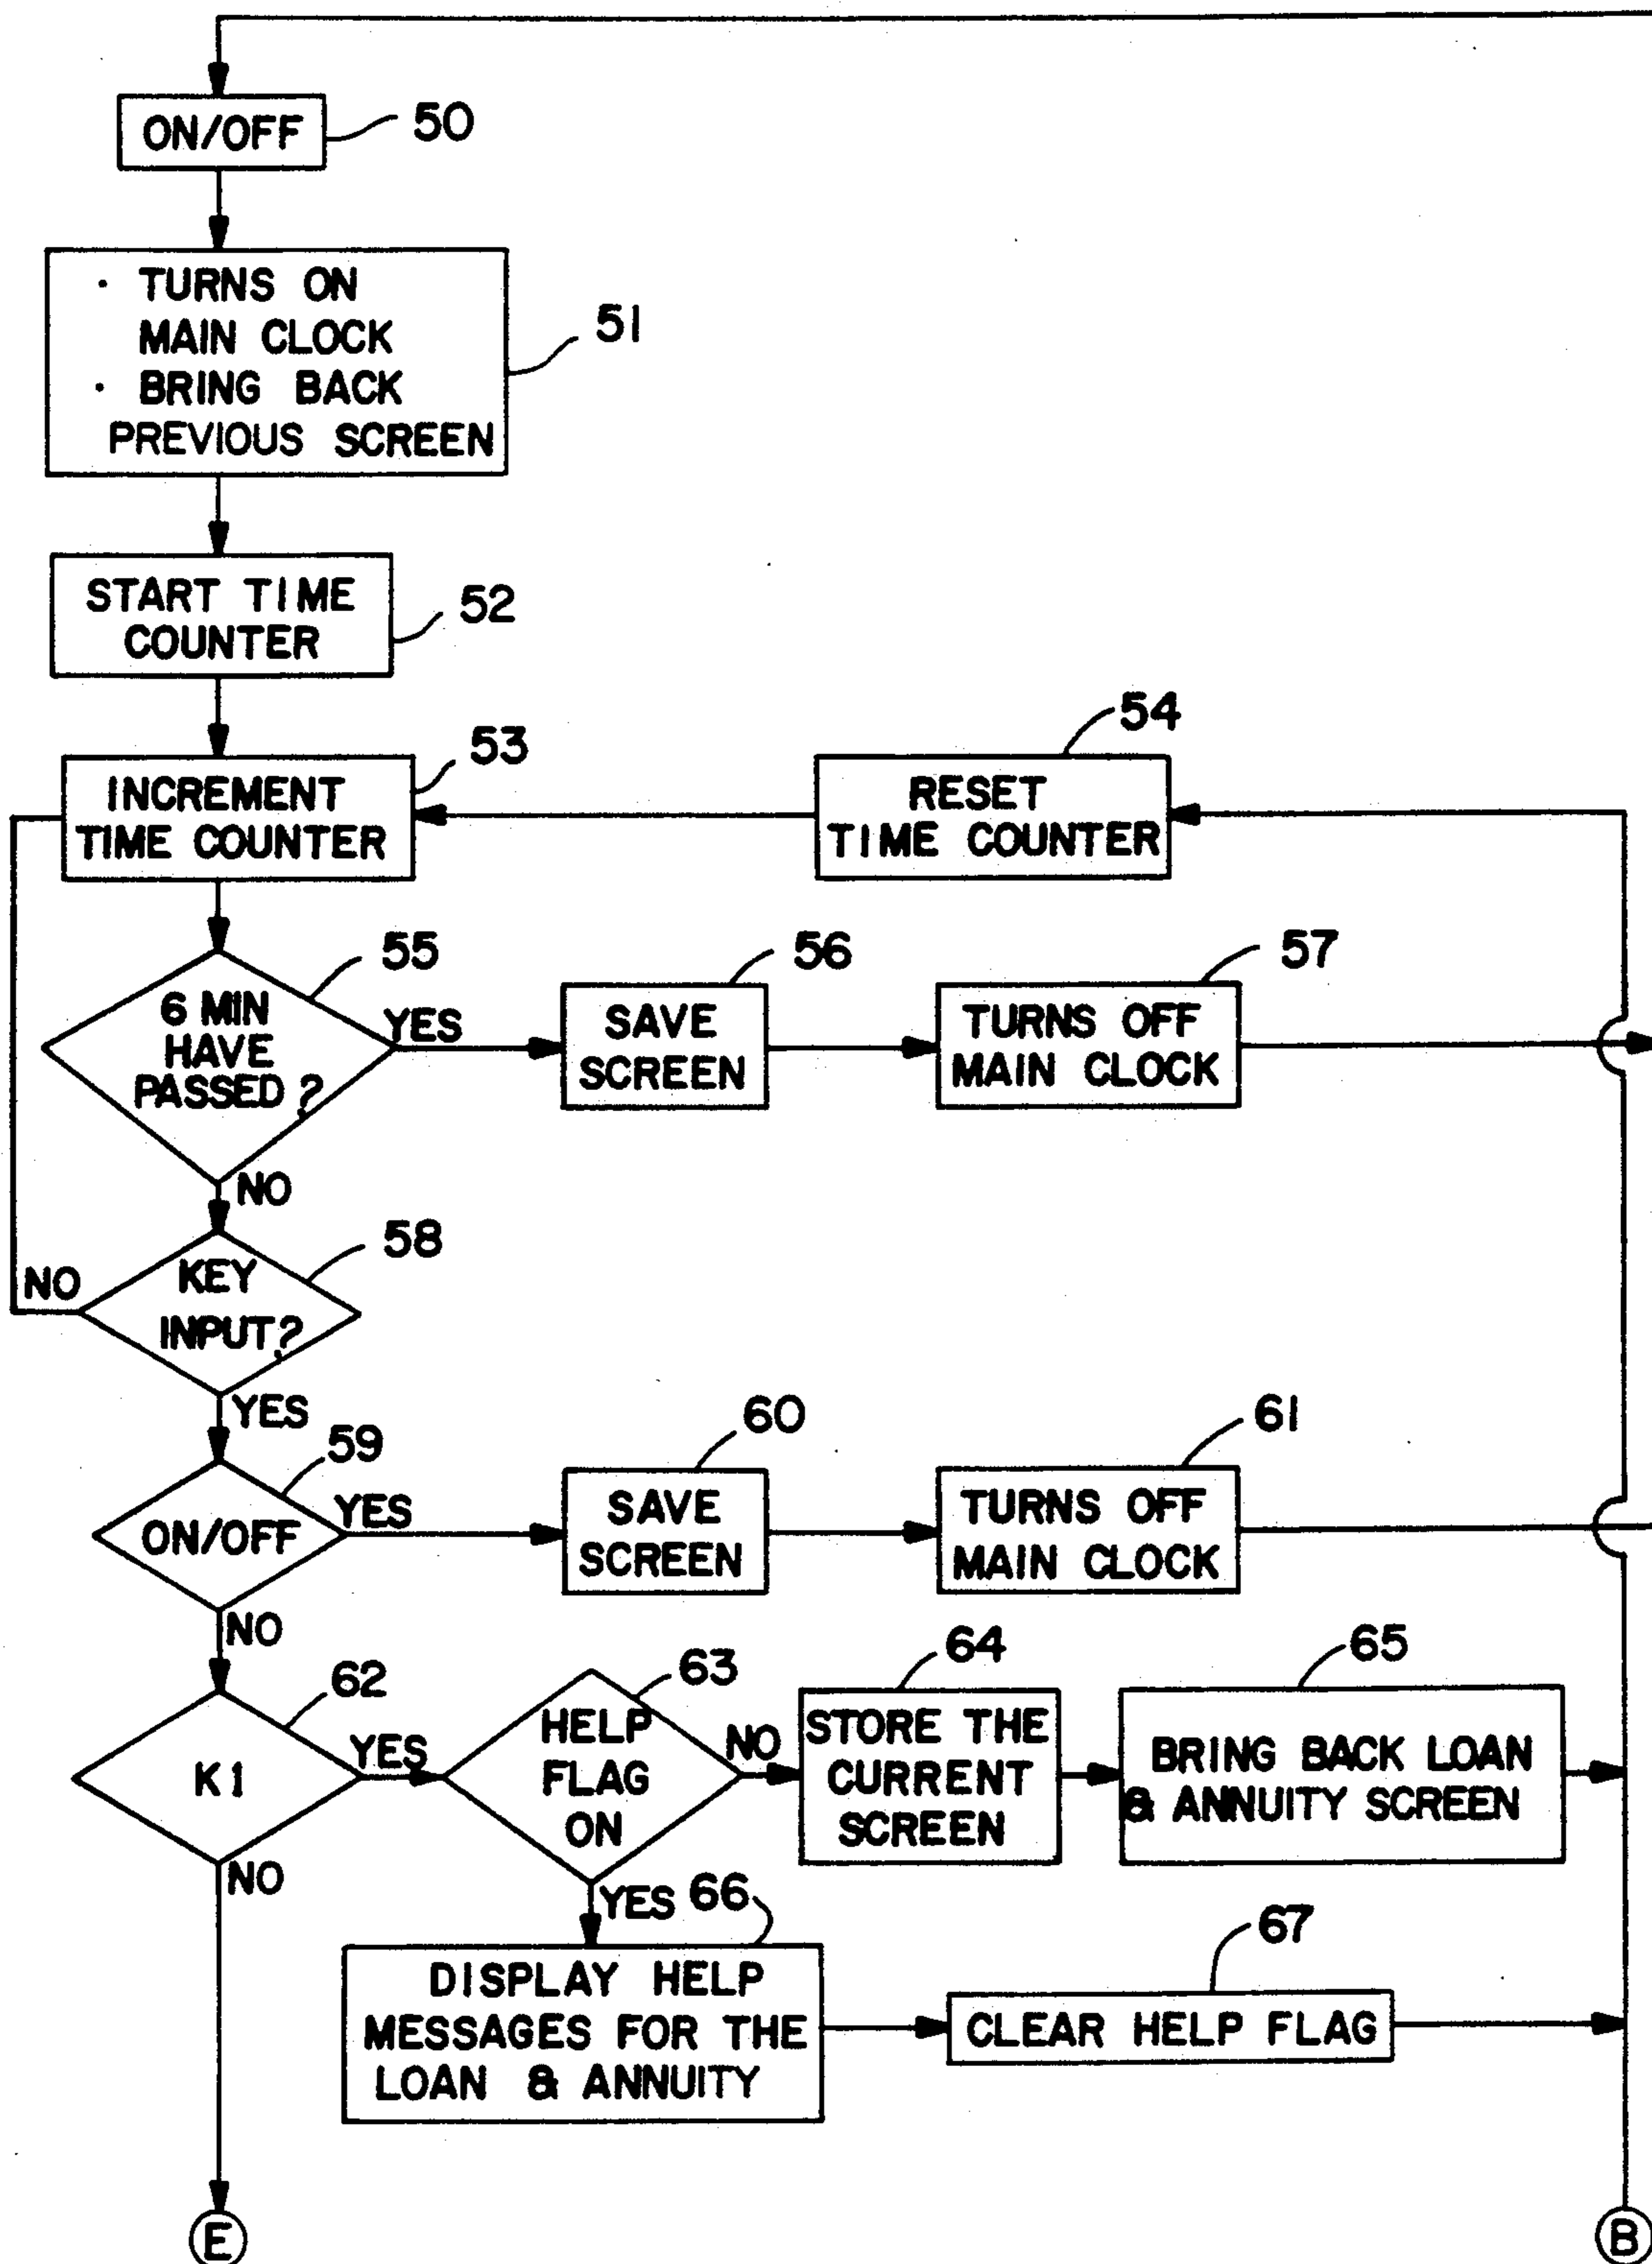 ON/OFF
50
· TURNS ON
MAIN CLOCK
· BRING BACK
PREVIOUS SCREEN
51
START TIME
COUNTER
52
INCREMENT
TIME COUNTER
53
RESET
TIME COUNTER
54
6 MIN
HAVE
PASSED?
55
YES
NO
SAVE
SCREEN
56
TURNS OFF
MAIN CLOCK
57
KEY
INPUT?
58
NO
YES
ON/OFF
59
YES
NO
SAVE
SCREEN
60
TURNS OFF
MAIN CLOCK
61
K1
62
YES
NO
HELP
FLAG
ON
63
NO
YES
STORE THE
CURRENT
SCREEN
64
BRING BACK LOAN
& ANNUITY SCREEN
65
DISPLAY HELP
MESSAGES FOR THE
LOAN & ANNUITY
66
CLEAR HELP FLAG
67
E
B